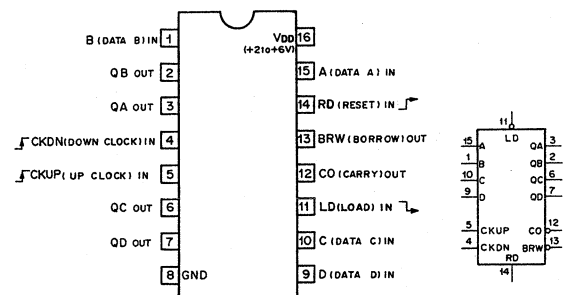 B (DATA B) IN 1
QB OUT 2
QA OUT 3
CKDN(DOWN CLOCK) IN 4
CKUP( UP CLOCK) IN 5
QC OUT 6
QD OUT 7
8 GND
VDD 16
(+2 to +6V)
15 A (DATA A) IN
14 RD (RESET) IN
13 BRW (BORROW) OUT
12 CO (CARRY) OUT
11 LD (LOAD) IN
10 C (DATA C) IN
9 D (DATA D) IN
11
LD
15 A QA 3
1 B QB 2
10 C QC 6
9 D QD 7
5 CKUP CO 12
4 CKDN BRW 13
RD
14